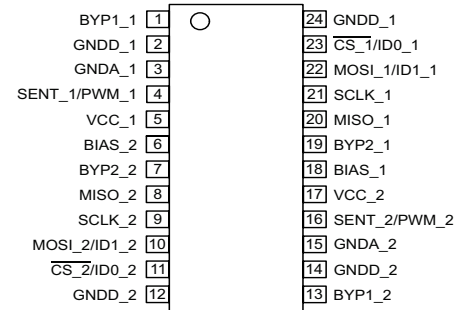 BYP1_1 1 24 GNDD_1
GNDD_1 2 23 CS_1/ID0_1
GNDA_1 3 22 MOSI_1/ID1_1
SENT_1/PWM_1 4 21 SCLK_1
VCC_1 5 20 MISO_1
BIAS_2 6 19 BYP2_1
BYP2_2 7 18 BIAS_1
MISO_2 8 17 VCC_2
SCLK_2 9 16 SENT_2/PWM_2
MOSI_2/ID1_2 10 15 GNDA_2
CS_2/ID0_2 11 14 GNDD_2
GNDD_2 12 13 BYP1_2